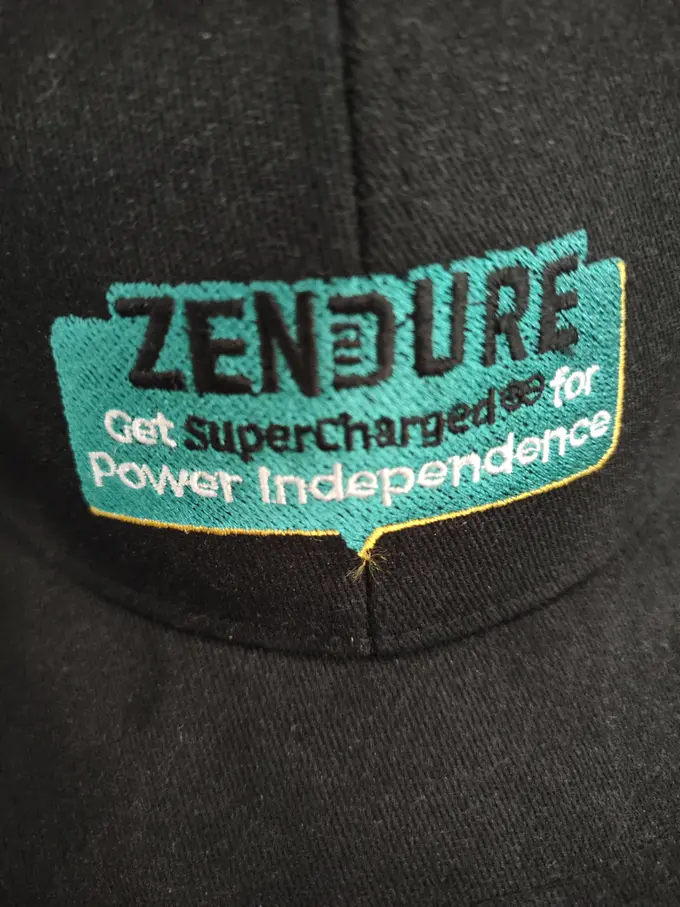 ZENDURE
Get SuperCharged∞ for
Power Independence